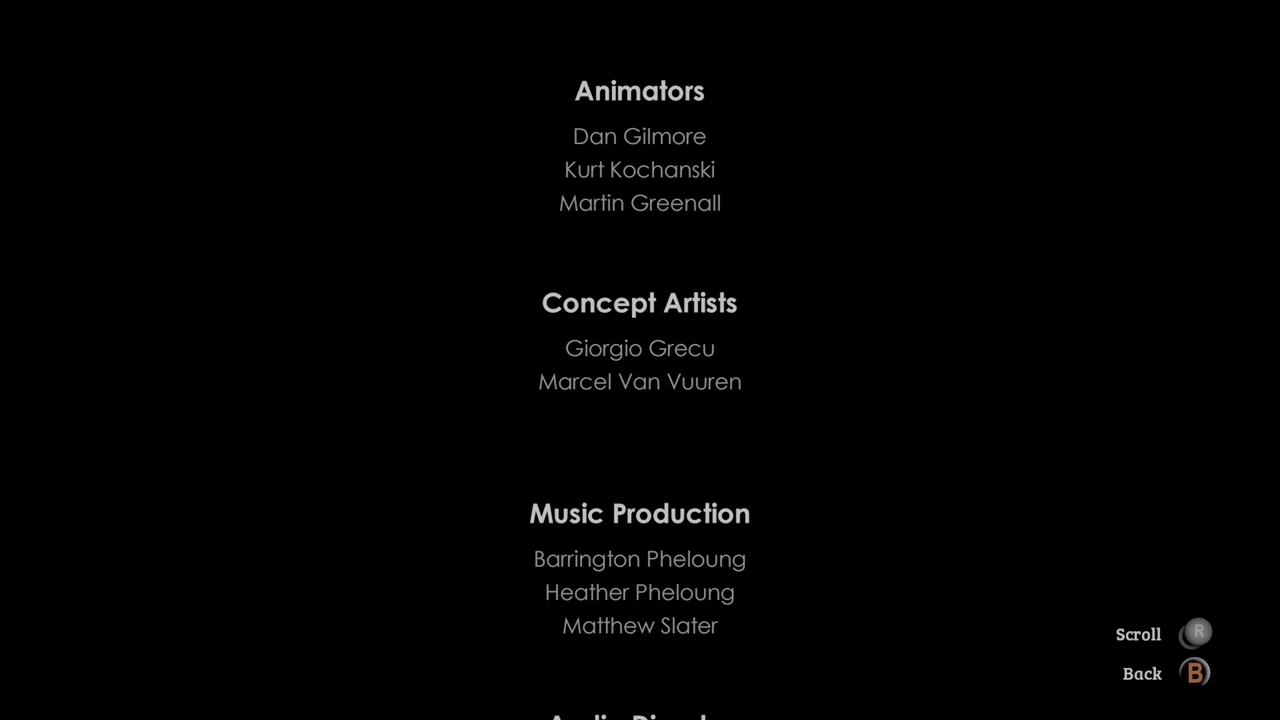 Animators
Dan Gilmore
Kurt Kochanski
Martin Greenall
Concept Artists
Giorgio Grecu
Marcel Van Vuuren
Music Production
Barrington Pheloung
Heather Pheloung
Matthew Slater
Scroll R
Back B